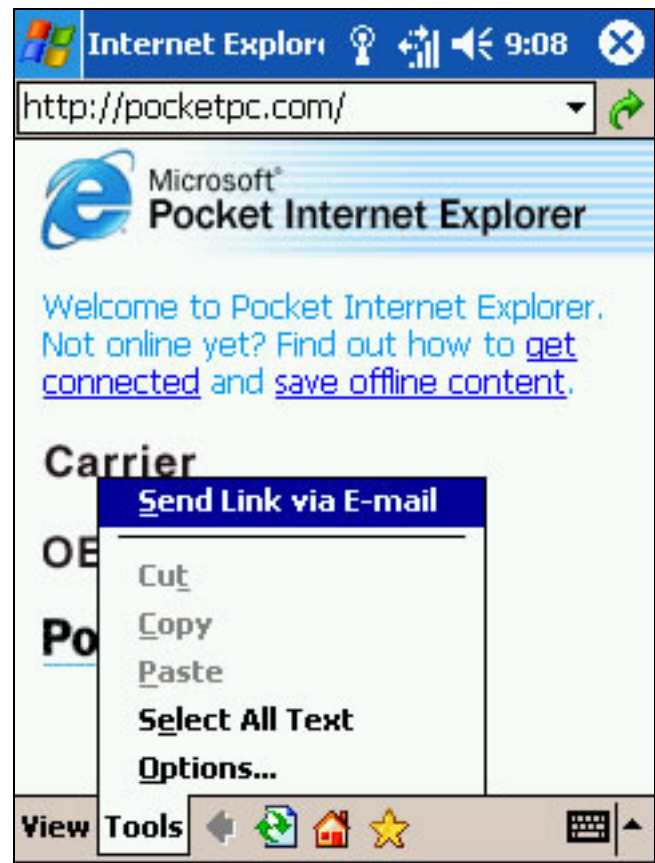 Internet Explor
9:08
http://pocketpc.com/
Microsoft®
Pocket Internet Explorer
Welcome to Pocket Internet Explorer.
Not online yet? Find out how to get
connected and save offline content.
Carrier
Send Link via E-mail
OE
Cut
Copy
Po
Paste
Select All Text
Options...
View Tools